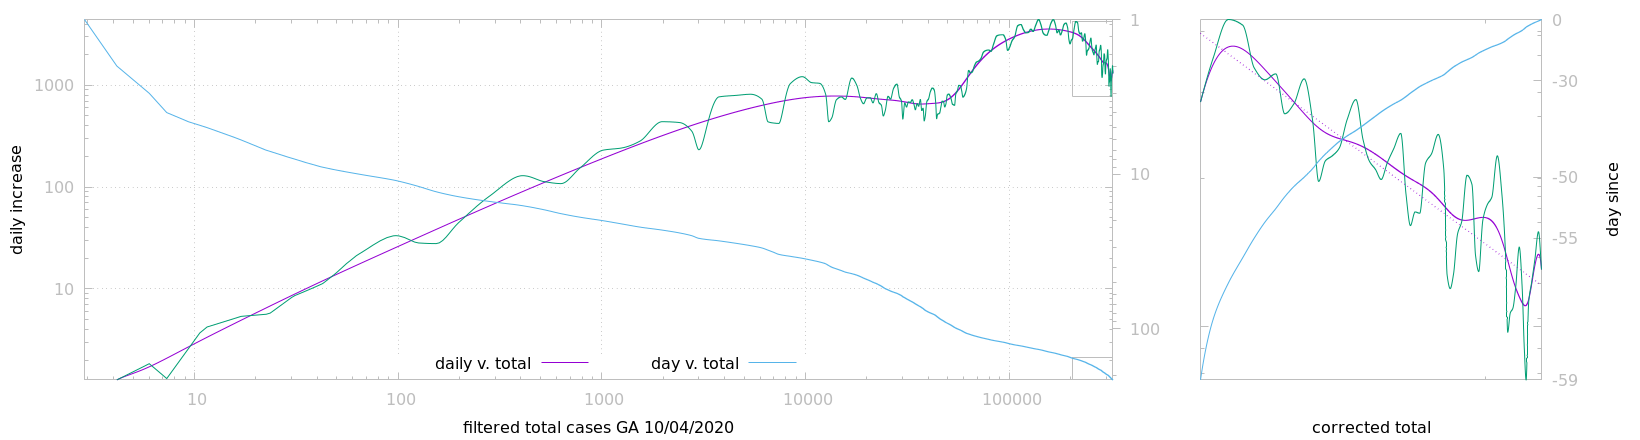 daily increase
1000
100
10
10
100
1000
10000
100000
1
10
100
daily v. total
day v. total
filtered total cases GA 10/04/2020
0
-30
-50
-55
-59
day since
corrected total